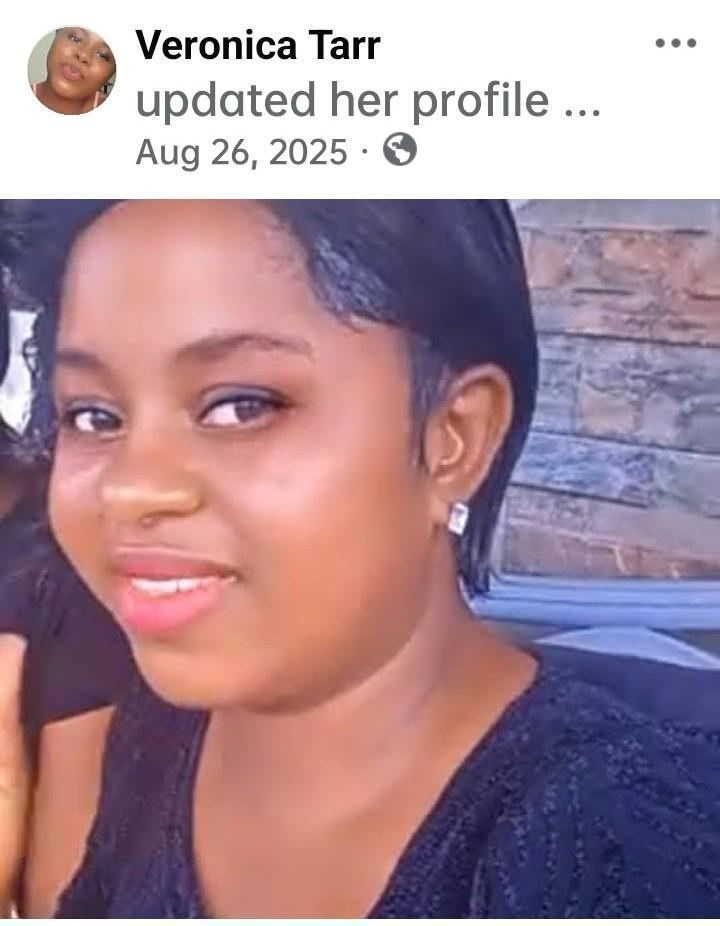 Veronica Tarr
updated her profile ...
Aug 26, 2025 ·